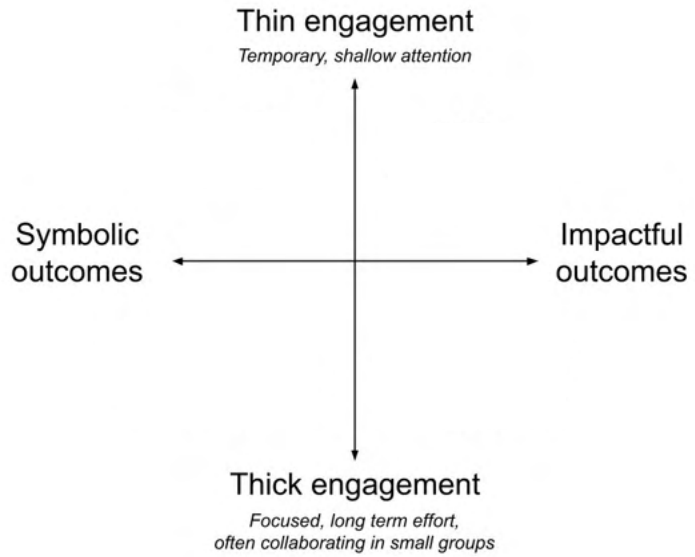 Thin engagement
Temporary, shallow attention
Symbolic
outcomes
Impactful
outcomes
Thick engagement
Focused, long term effort,
often collaborating in small groups